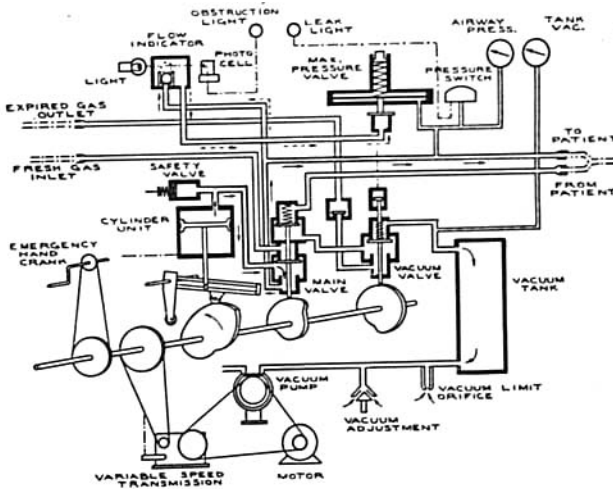 OBSTRUCTION
LIGHT
LEAK
LIGHT
AIRWAY
PRESS.
TANK
VAC.
FLOW
INDICATOR
PHOTO
CELL
LIGHT
MAX.
PRESSURE
VALVE
PRESSURE
SWITCH
EXPIRED GAS
OUTLET
TO
PATIENT
FRESH GAS
INLET
FROM
PATIENT
SAFETY
VALVE
CYLINDER
UNIT
EMERGENCY
HAND
CRANK
MAIN
VALVE
VACUUM
VALVE
VACUUM
TANK
VACUUM
PUMP
VACUUM LIMIT
ORIFICE
VACUUM
ADJUSTMENT
VARIABLE SPEED
TRANSMISSION
MOTOR